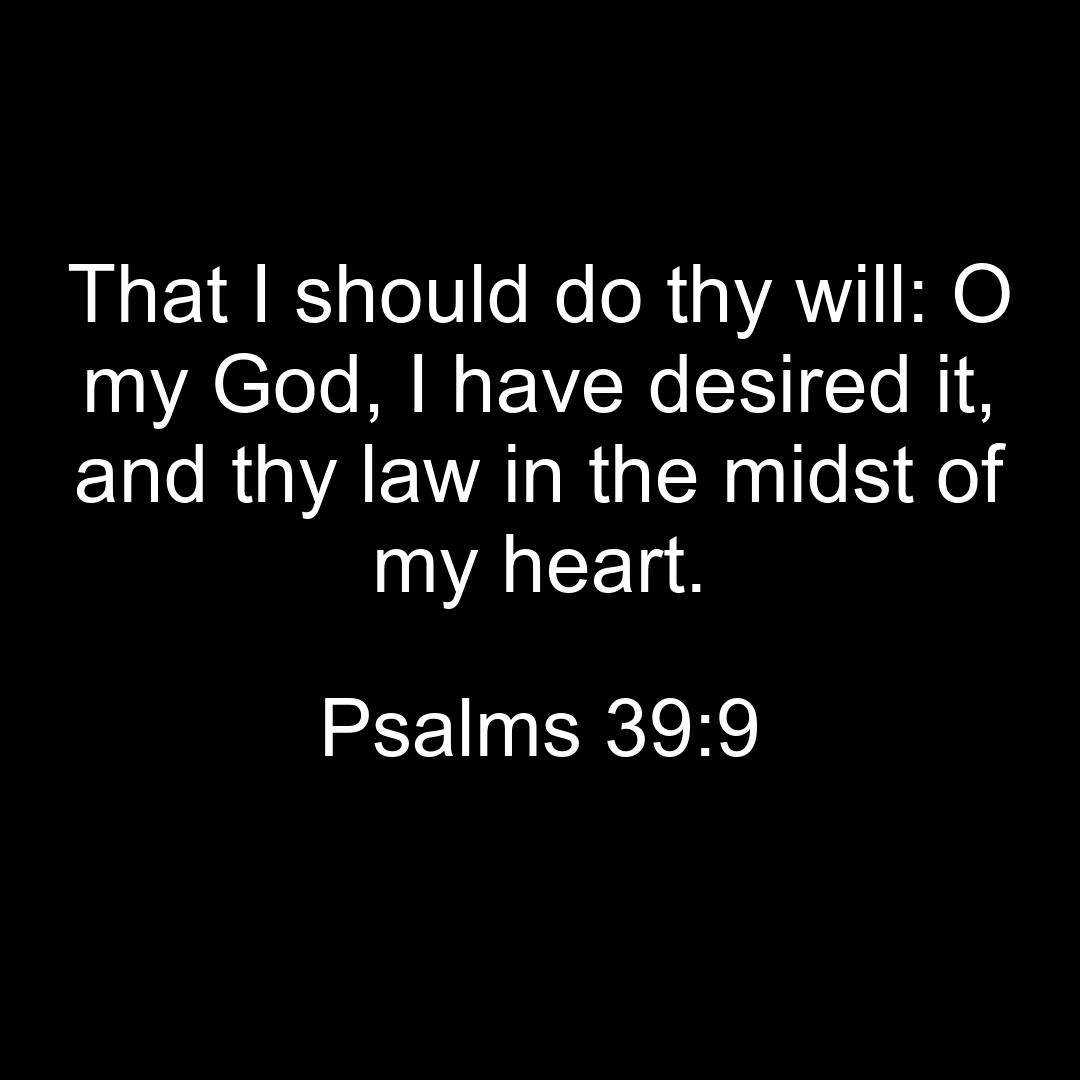 That I should do thy will: O
my God, I have desired it,
and thy law in the midst of
my heart.
Psalms 39:9